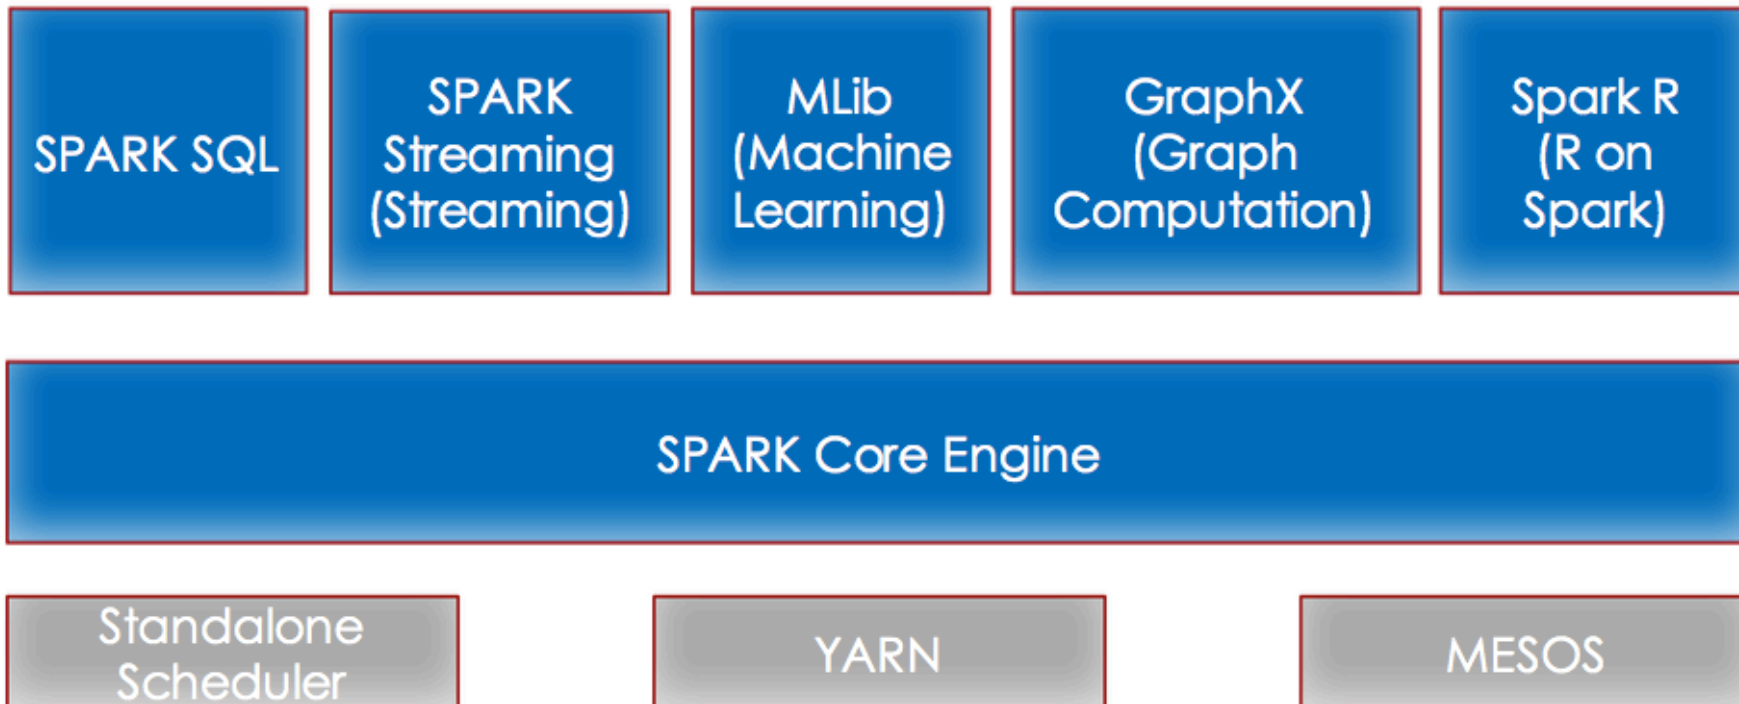 SPARK SQL
SPARK
Streaming
(Streaming)
MLib
(Machine
Learning)
GraphX
(Graph
Computation)
Spark R
(R on
Spark)
SPARK Core Engine
Standalone
Scheduler
YARN
MESOS